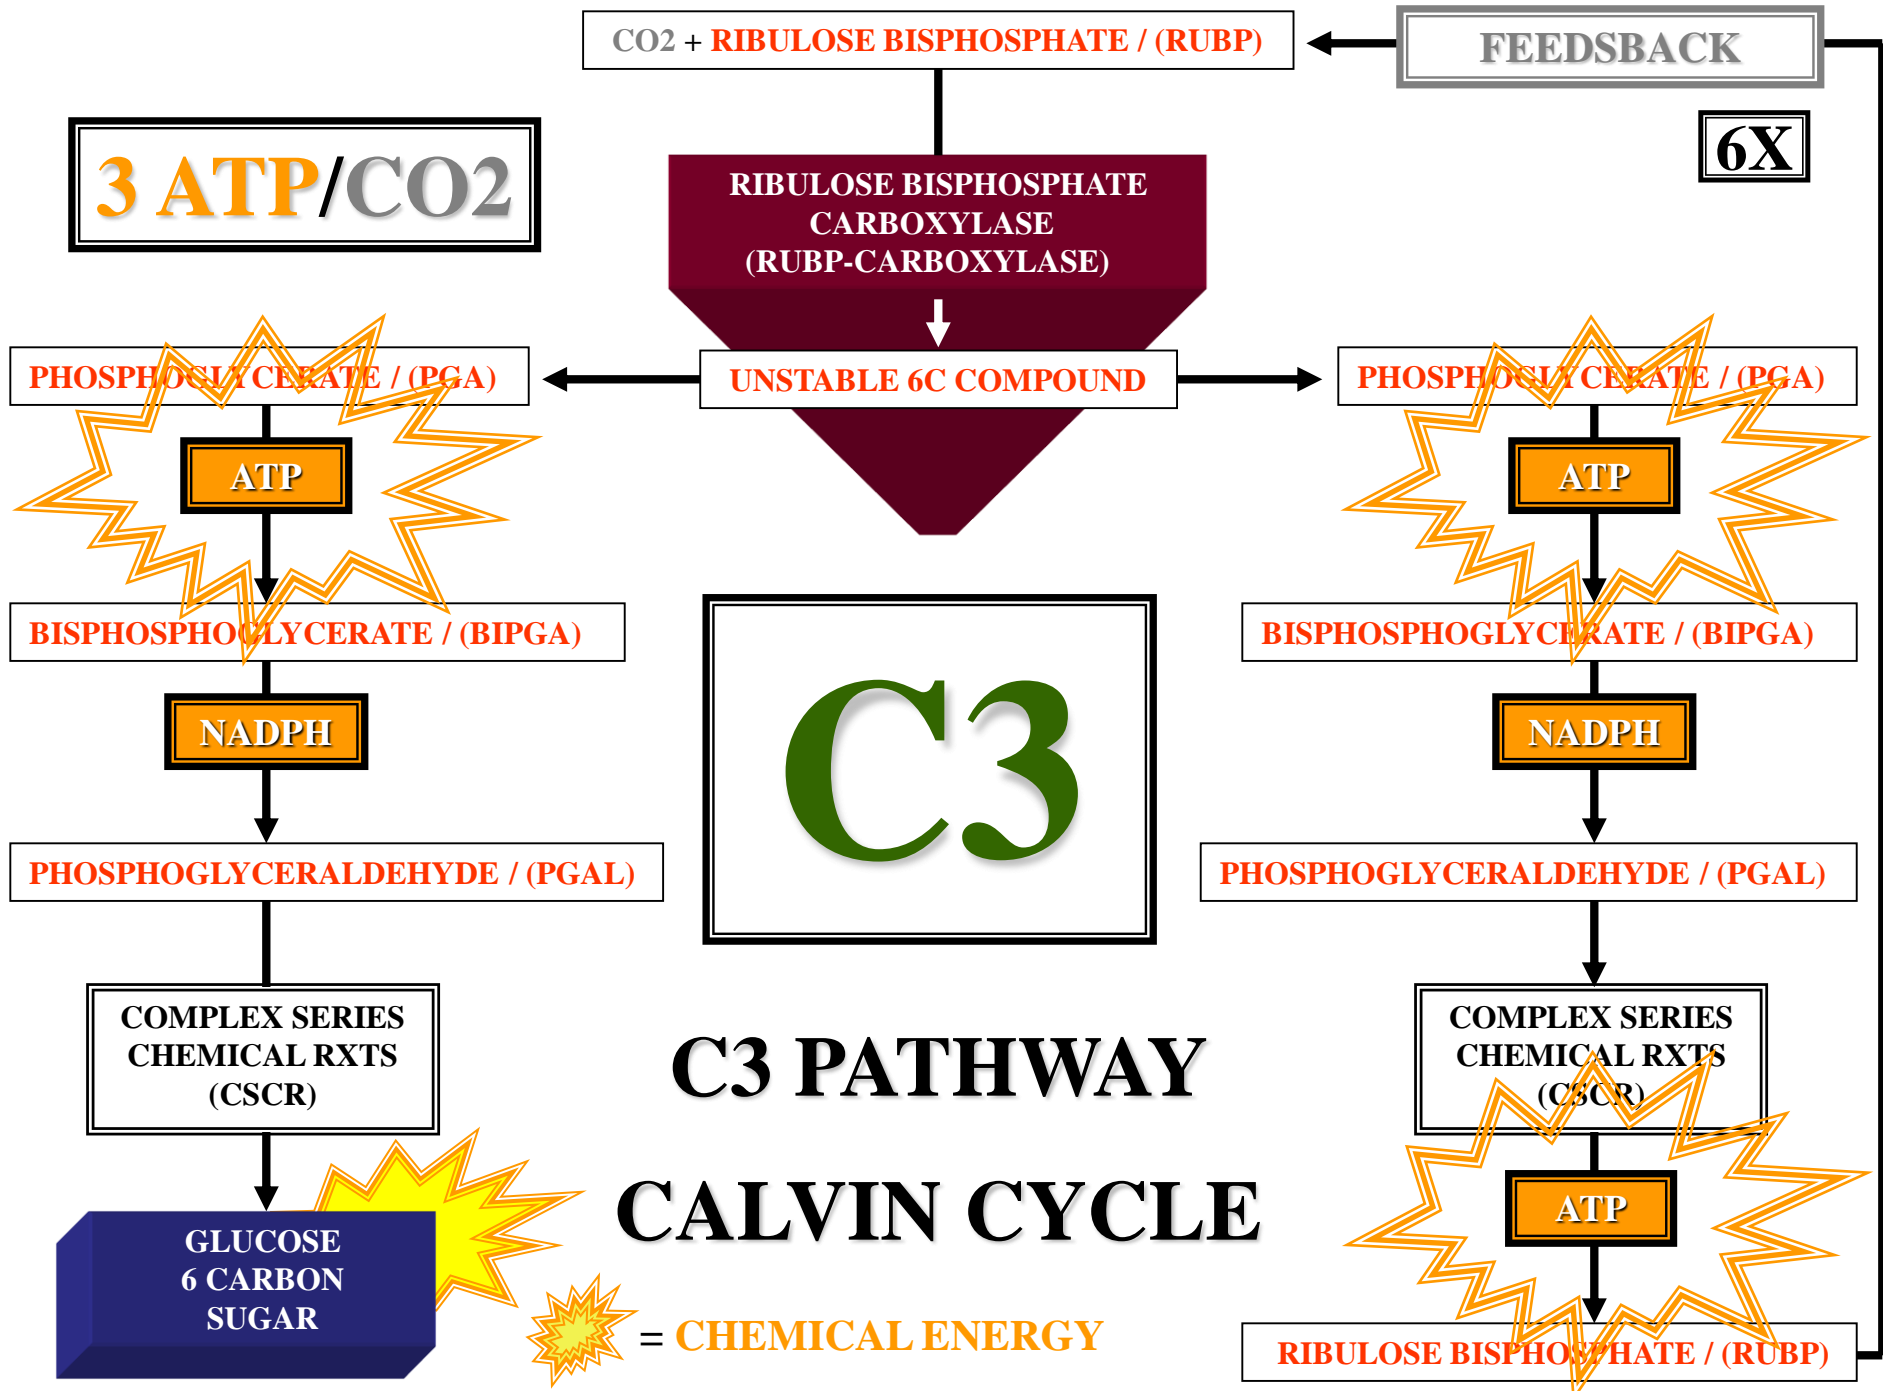 CO2 + RIBULOSE BISPHOSPHATE / (RUBP)
FEEDSBACK
3 ATP/CO2
6X
RIBULOSE BISPHOSPHATE
CARBOXYLASE
(RUBP-CARBOXYLASE)
PHOSPHOGLYCERATE / (PGA)
UNSTABLE 6C COMPOUND
PHOSPHOGLYCERATE / (PGA)
ATP
ATP
BISPHOSPHOGLYCERATE / (BIPGA)
BISPHOSPHOGLYCERATE / (BIPGA)
C3
NADPH
NADPH
PHOSPHOGLYCERALDEHYDE / (PGAL)
PHOSPHOGLYCERALDEHYDE / (PGAL)
COMPLEX SERIES
CHEMICAL RXTS
(CSCR)
COMPLEX SERIES
CHEMICAL RXTS
(CSCR)
C3 PATHWAY
CALVIN CYCLE
ATP
GLUCOSE
6 CARBON
SUGAR
= CHEMICAL ENERGY
RIBULOSE BISPHOSPHATE / (RUBP)